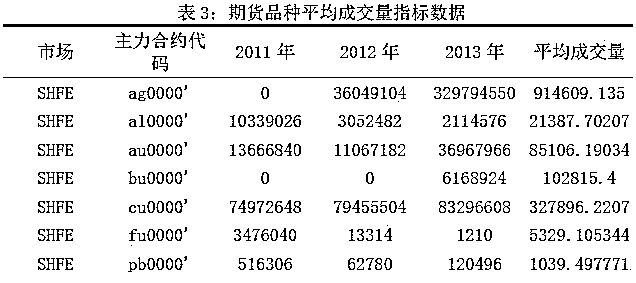 表 3：期货品种平均成交量指标数据
市场 主力合约代码 2011 年 2012 年 2013 年 平均成交量
SHFE ag0000' 0 36049104 329794550 914609.135
SHFE al0000' 10339026 3052482 2114576 21387.70207
SHFE au0000' 13666840 11067182 36967966 85106.19034
SHFE bu0000' 0 0 6168924 102815.4
SHFE cu0000' 74972648 79455504 83296608 327896.2207
SHFE fu0000' 3476040 13314 1210 5329.105344
SHFE pb0000' 516306 62780 120496 1039.497771